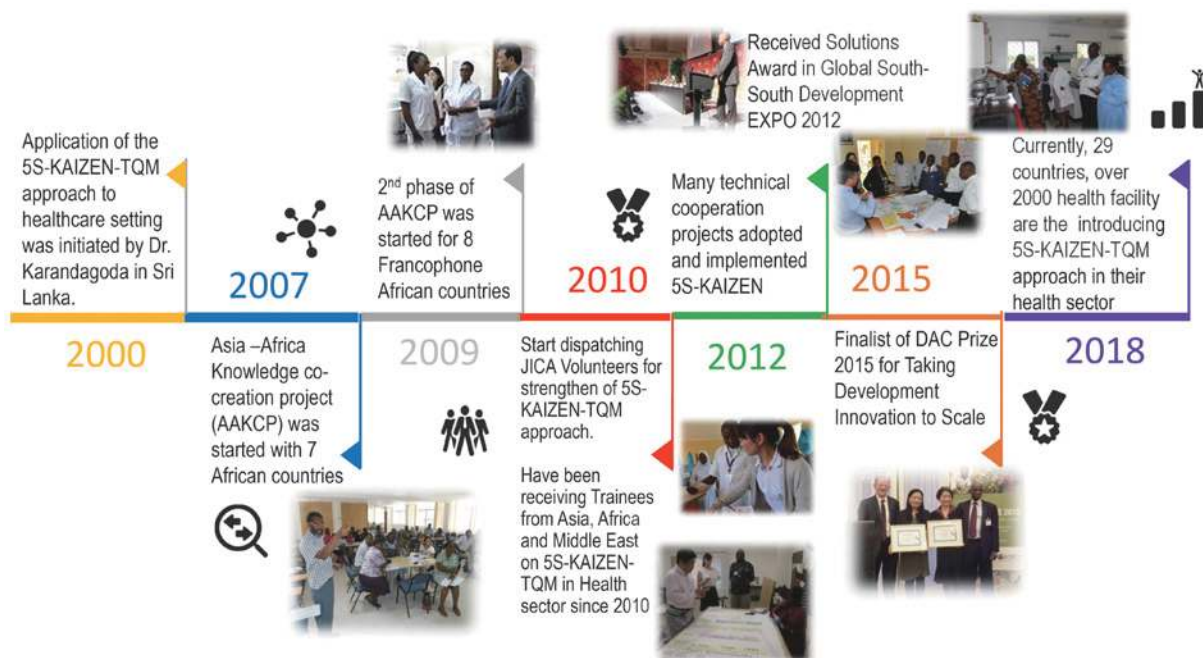 Application of the
5S-KAIZEN-TQM
approach to
healthcare setting
was initiated by Dr.
Karandagoda in Sri
Lanka.
2000
2007
Asia –Africa
Knowledge co-
creation project
(AAKCP) was
started with 7
African countries
2nd phase of
AAKCP was
started for 8
Francophone
African countries
2009
2010
Start dispatching
JICA Volunteers for
strengthen of 5S-
KAIZEN-TQM
approach.
Have been
receiving Trainees
from Asia, Africa
and Middle East
on 5S-KAIZEN-
TQM in Health
sector since 2010
Received Solutions
Award in Global South-
South Development
EXPO 2012
Many technical
cooperation
projects adopted
and implemented
5S-KAIZEN
2012
2015
Finalist of DAC Prize
2015 for Taking
Development
Innovation to Scale
Currently, 29
countries, over
2000 health facility
are the introducing
5S-KAIZEN-TQM
approach in their
health sector
2018